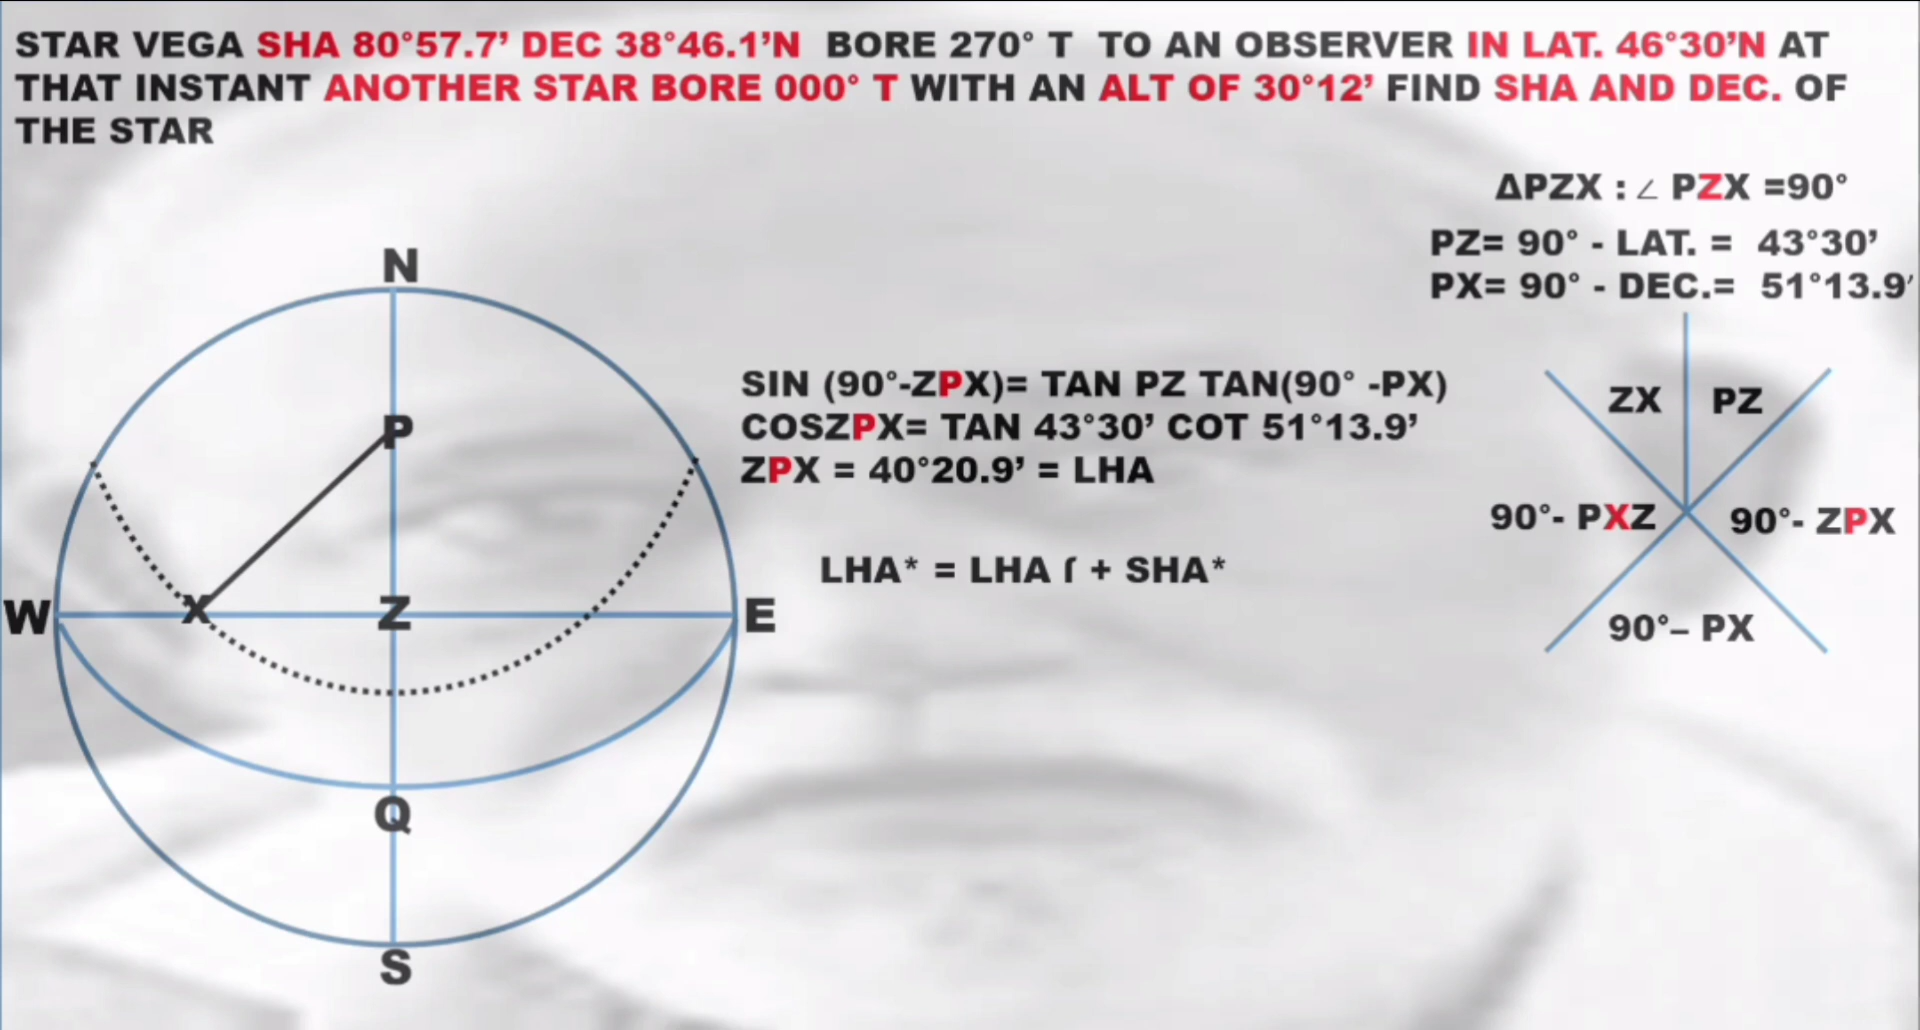 STAR VEGA SHA 80°57.7’ DEC 38°46.1’N BORE 270° T TO AN OBSERVER IN LAT. 46°30’N AT
THAT INSTANT ANOTHER STAR BORE 000° T WITH AN ALT OF 30°12’ FIND SHA AND DEC. OF
THE STAR
ΔPZX : ∠ PZX =90°
PZ= 90° - LAT. = 43°30’
PX= 90° - DEC.= 51°13.9’
N
P
W
X
Z
E
Q
S
SIN (90°-ZPX)= TAN PZ TAN(90° -PX)
COSZPX= TAN 43°30’ COT 51°13.9’
ZPX = 40°20.9’ = LHA
LHA* = LHA ɼ + SHA*
ZX PZ
90°- PXZ 90°- ZPX
90°– PX